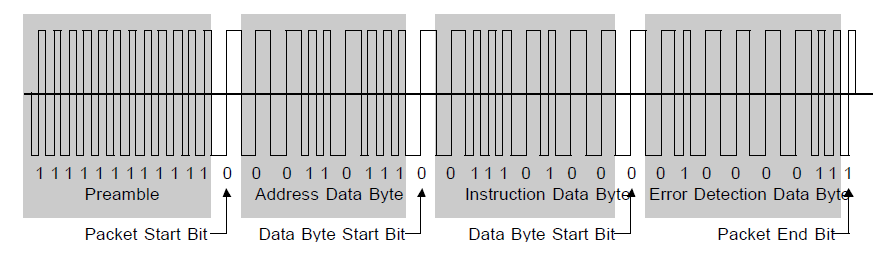 1 1 1 1 1 1 1 1 1 1 1 1 0 0 0 1 1 0 1 1 1 0 0 1 1 1 0 1 0 0 0 0 1 0 0 0 0 1 1 1
Preamble Address Data Byte Instruction Data Byte Error Detection Data Byte
Packet Start Bit Data Byte Start Bit Data Byte Start Bit Packet End Bit